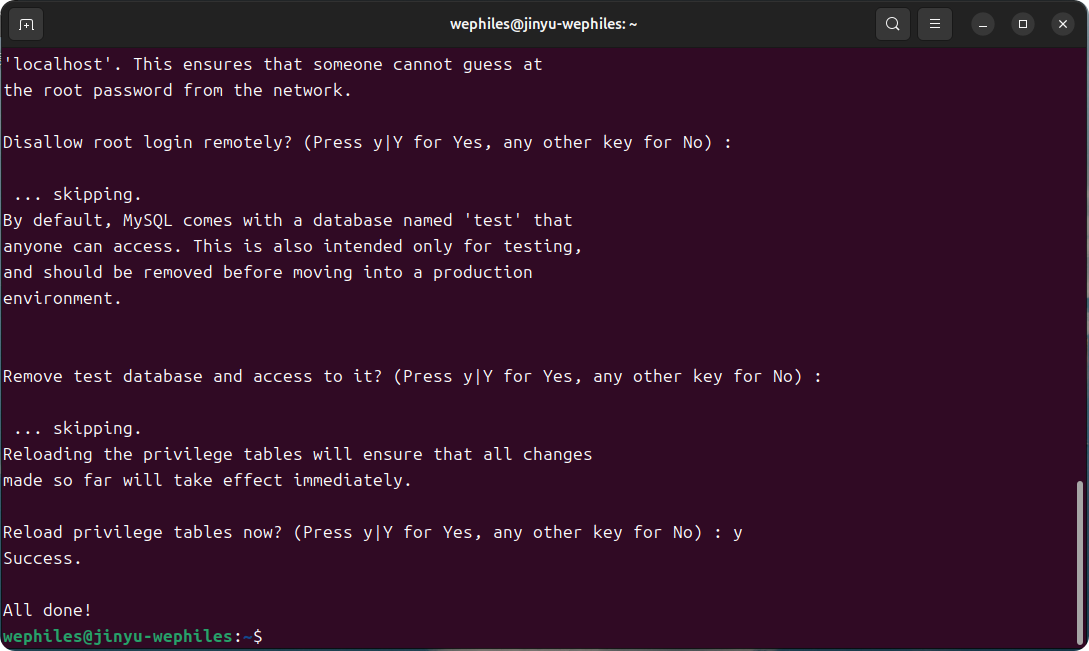 wephiles@jinyu-wephiles: ~
'localhost'. This ensures that someone cannot guess at
the root password from the network.
Disallow root login remotely? (Press y|Y for Yes, any other key for No) :
... skipping.
By default, MySQL comes with a database named 'test' that
anyone can access. This is also intended only for testing,
and should be removed before moving into a production
environment.
Remove test database and access to it? (Press y|Y for Yes, any other key for No) :
... skipping.
Reloading the privilege tables will ensure that all changes
made so far will take effect immediately.
Reload privilege tables now? (Press y|Y for Yes, any other key for No) : y
Success.
All done!
wephiles@jinyu-wephiles:~$